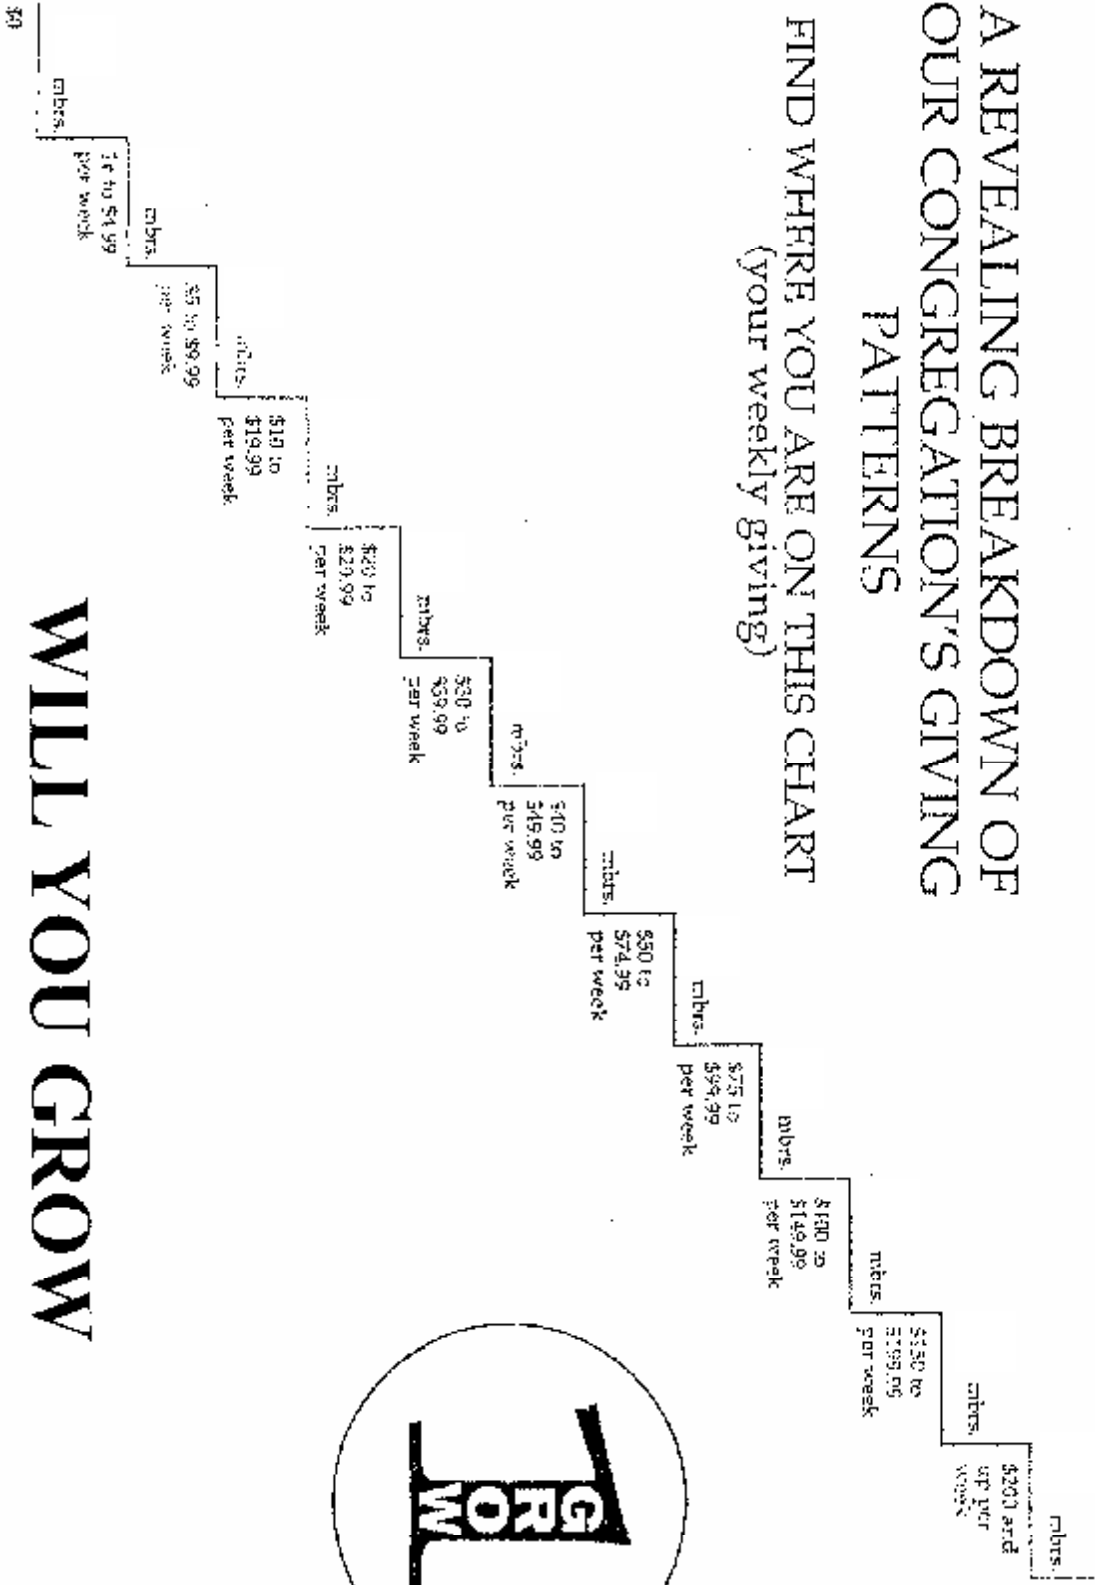 A REVEALING BREAKDOWN OF
OUR CONGREGATION'S GIVING
PATTERNS
FIND WHERE YOU ARE ON THIS CHART
(your weekly giving)
$0
mbrs.
1¢ to $4.99
per week
mbrs.
$5 to $9.99
per week
mbrs.
$10 to
$19.99
per week
mbrs.
$20 to
$29.99
per week
mbrs.
$30 to
$39.99
per week
mbrs.
$40 to
$49.99
per week
mbrs.
$50 to
$74.99
per week
mbrs.
$75 to
$99.99
per week
mbrs.
$100 to
$149.99
per week
mbrs.
$150 to
$199.99
per week
mbrs.
$200 and
up per
week
mbrs.
WILL YOU GROW
GROW